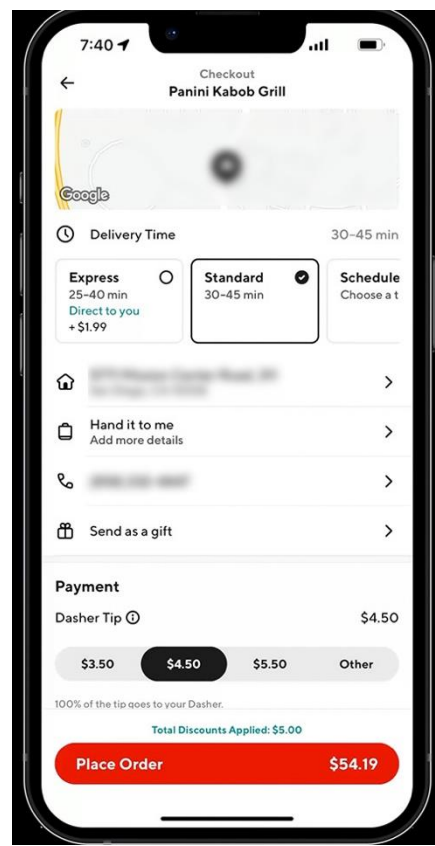 7:40
Checkout
Panini Kabob Grill
Google
Delivery Time
30-45 min
Express
25-40 min
Direct to you
+ $1.99
Standard
30-45 min
Schedule
Choose a t
Hand it to me
Add more details
Send as a gift
Payment
Dasher Tip
$4.50
$3.50
$4.50
$5.50
Other
100% of the tip goes to your Dasher.
Total Discounts Applied: $5.00
Place Order
$54.19